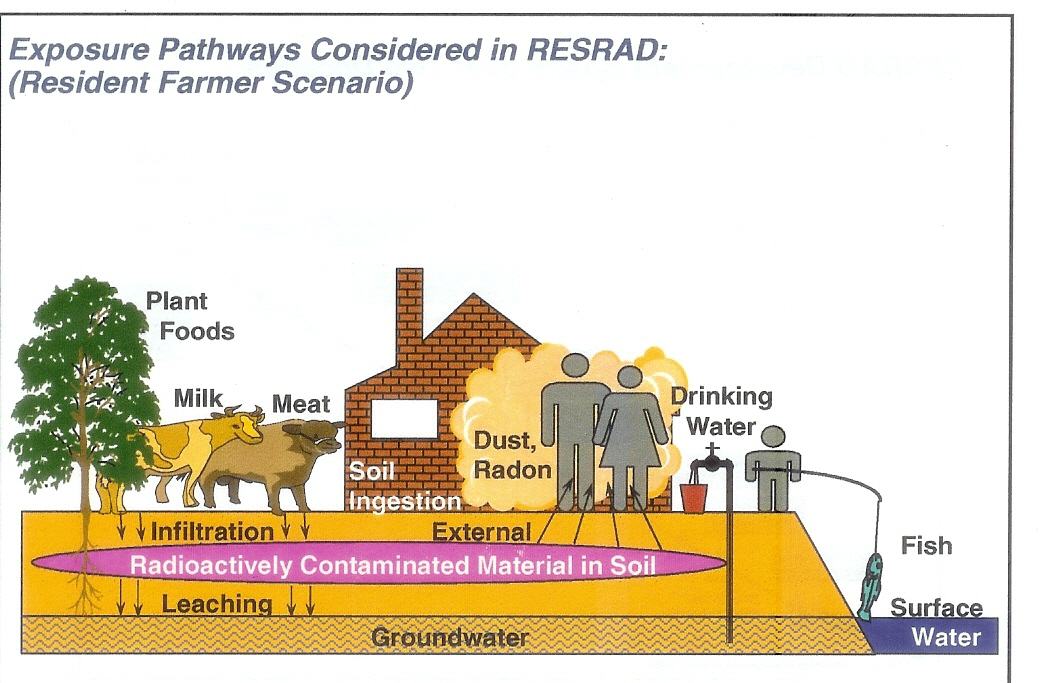 Exposure Pathways Considered in RESRAD:
(Resident Farmer Scenario)
Plant
Foods
Milk
Meat
Drinking
Water
Dust,
Radon
Soil
Ingestion
Infiltration
External
Radioactively Contaminated Material in Soil
Leaching
Groundwater
Fish
Surface
Water